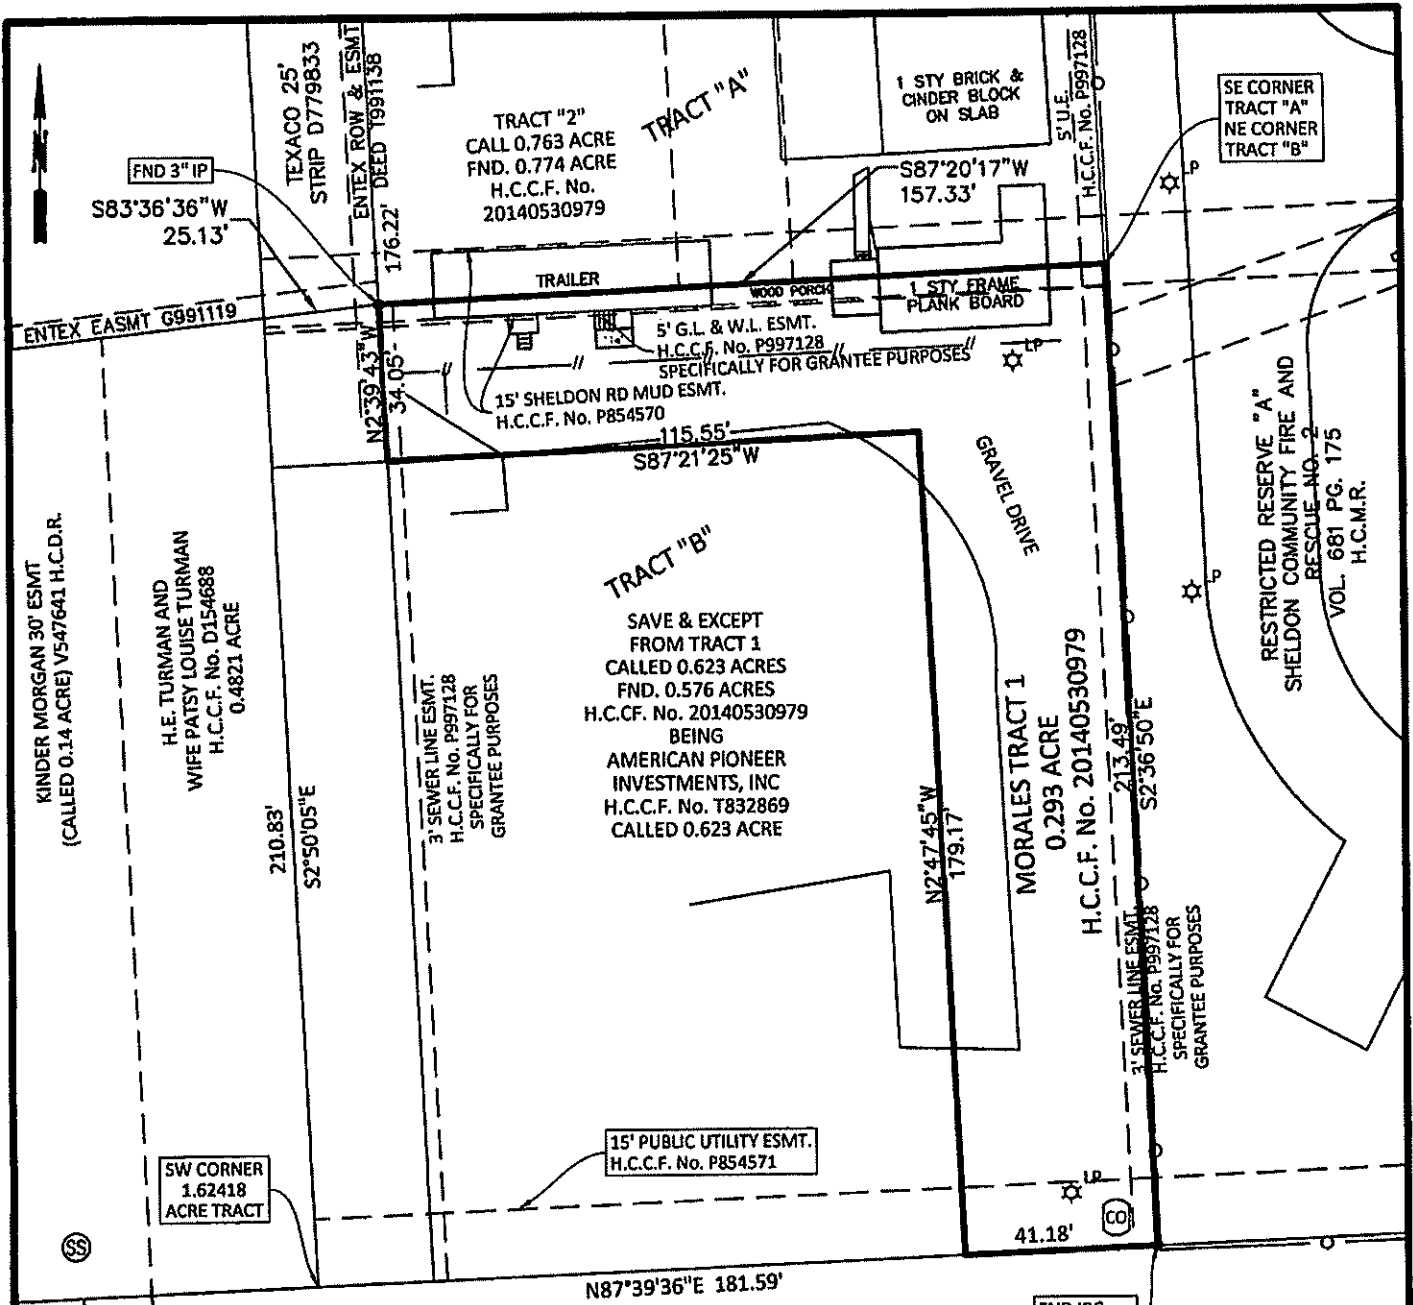 TEXACO 25'
STRIP D779833
ENTEX ROW & ESMT
DEED T991138
176.22'
TRACT "2"
CALL 0.763 ACRE
FND. 0.774 ACRE
H.C.C.F. No.
20140530979
TRACT "A"
1 STY BRICK &
CINDER BLOCK
ON SLAB
5' U.E.
H.C.C.F. No. P997128
SE CORNER
TRACT "A"
NE CORNER
TRACT "B"
LP
FND 3" IP
S83°36'36"W
25.13'
S87°20'17"W
157.33'
TRAILER
WOOD PORCH
1 STY FRAME
PLANK BOARD
ENTEX EASMT G991119
N2°39'43"W
34.05'
5' G.L. & W.L. ESMT.
H.C.C.F. No. P997128
SPECIFICALLY FOR GRANTEE PURPOSES
LP
15' SHELDON RD MUD ESMT.
H.C.C.F. No. P854570
115.55'
S87°21'25"W
GRAVEL DRIVE
RESTRICTED RESERVE "A"
SHELDON COMMUNITY FIRE AND
RESCUE NO. 2
VOL. 681 PG. 175
H.C.M.R.
LP
KINDER MORGAN 30' ESMT
(CALLED 0.14 ACRE) V547641 H.C.D.R.
H.E. TURMAN AND
WIFE PATSY LOUISE TURMAN
H.C.C.F. No. D154688
0.4821 ACRE
210.83'
S2°50'05"E
3' SEWER LINE ESMT.
H.C.C.F. No. P997128
SPECIFICALLY FOR
GRANTEE PURPOSES
TRACT "B"
SAVE & EXCEPT
FROM TRACT 1
CALLED 0.623 ACRES
FND. 0.576 ACRES
H.C.CF. No. 20140530979
BEING
AMERICAN PIONEER
INVESTMENTS, INC
H.C.C.F. No. T832869
CALLED 0.623 ACRE
N2°47'45"W
179.17'
MORALES TRACT 1
0.293 ACRE
H.C.C.F. No. 20140530979
213.49'
S2°36'50"E
3' SEWER LINE ESMT.
H.C.C.F. No. P997128
SPECIFICALLY FOR
GRANTEE PURPOSES
15' PUBLIC UTILITY ESMT.
H.C.C.F. No. P854571
SW CORNER
1.62418
ACRE TRACT
LP
CO
SS
41.18'
N87°39'36"E 181.59'